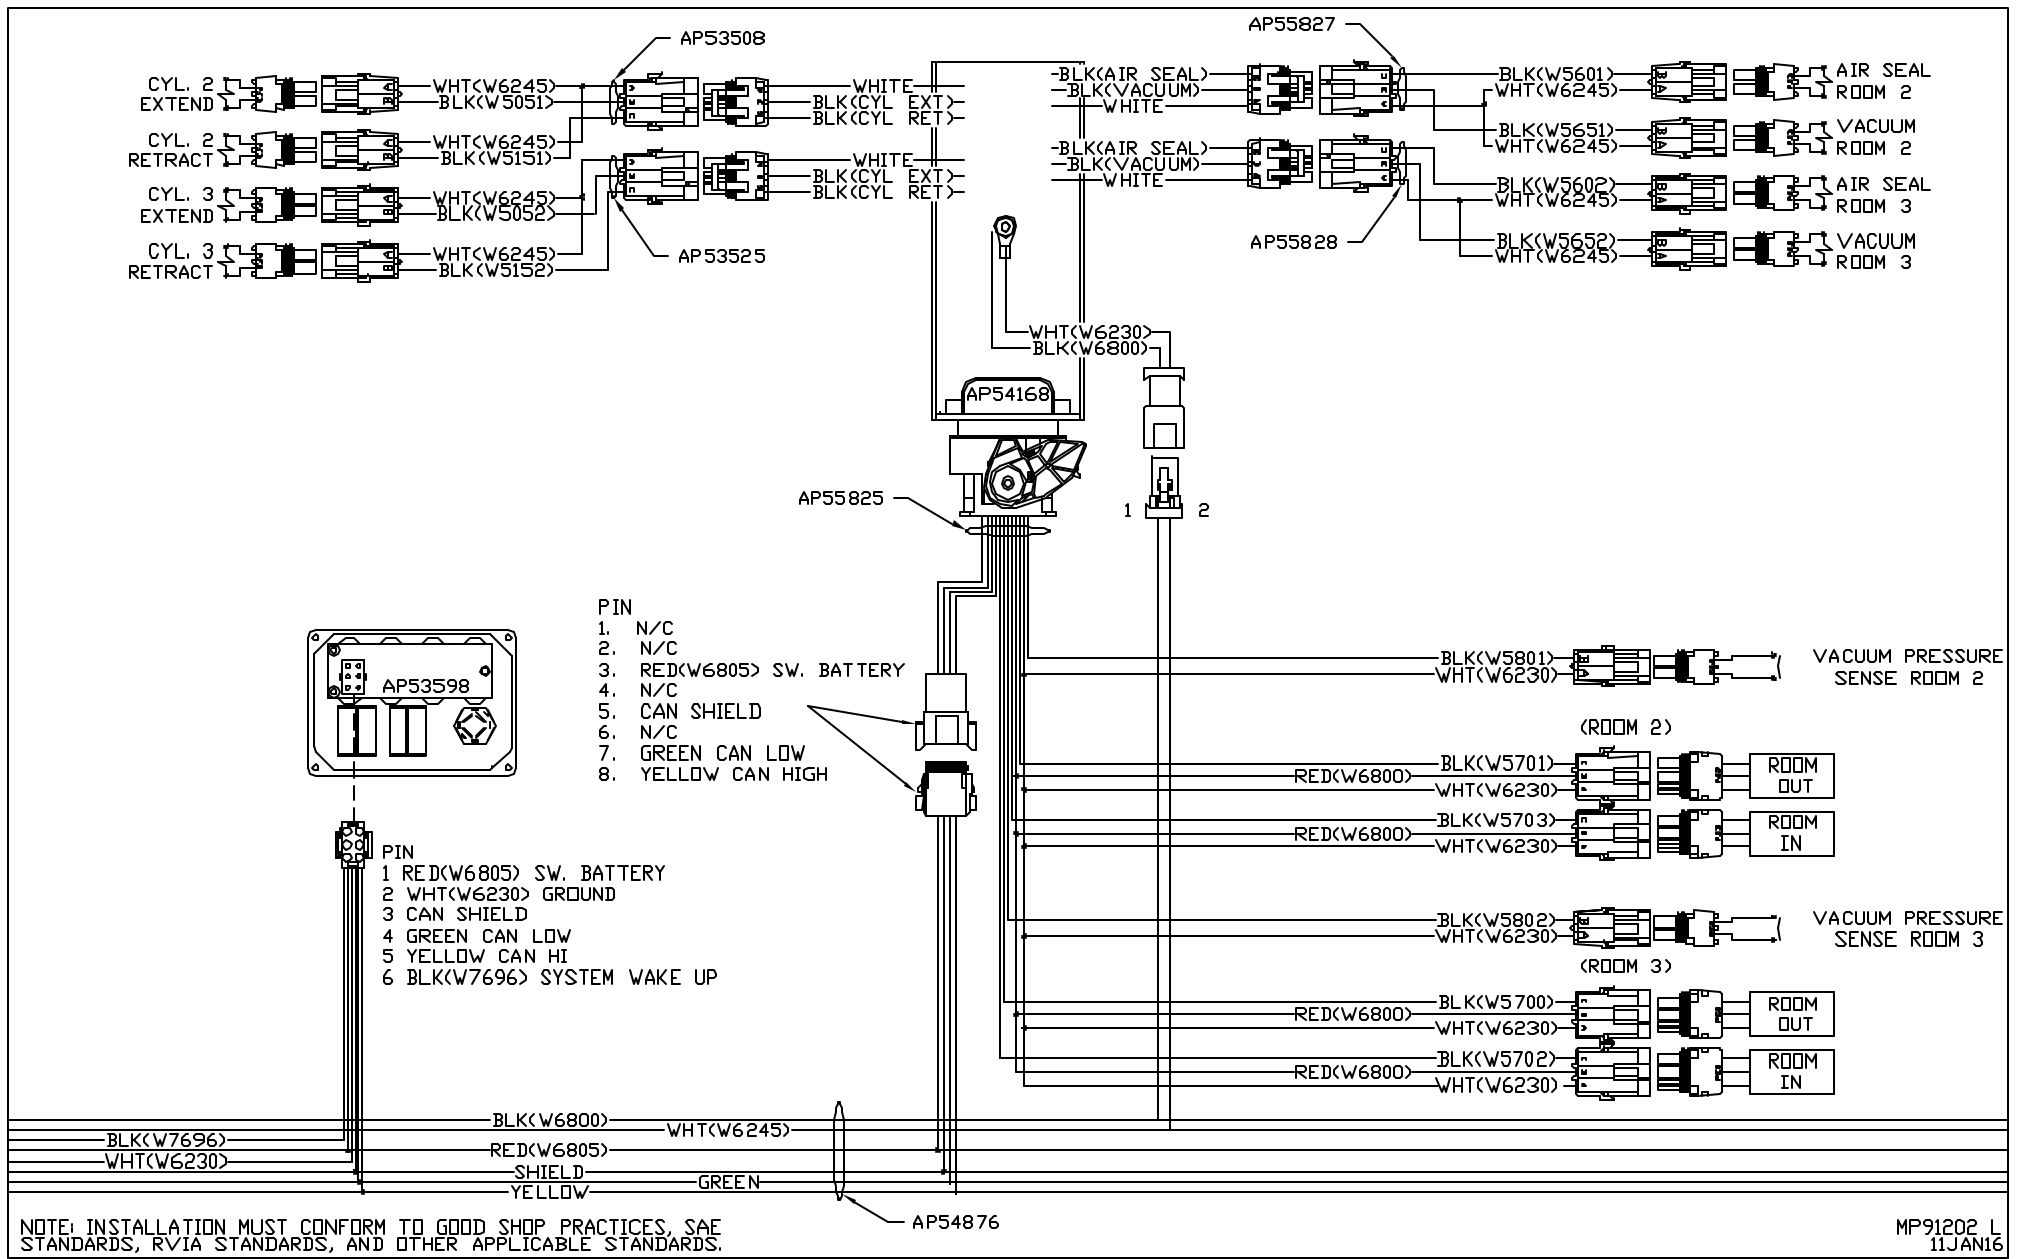 AP53508
CYL. 2
EXTEND
WHT(W6245)
BLK(W5051)
CYL. 2
RETRACT
WHT(W6245)
BLK(W5151)
CYL. 3
EXTEND
WHT(W6245)
BLK(W5052)
CYL. 3
RETRACT
WHT(W6245)
BLK(W5152)
AP53525
WHITE
BLK(CYL EXT)
BLK(CYL RET)
WHITE
BLK(CYL EXT)
BLK(CYL RET)
AP55827
BLK(AIR SEAL)
BLK(VACUUM)
WHITE
BLK(AIR SEAL)
BLK(VACUUM)
WHITE
AP55828
BLK(W5601)
WHT(W6245)
AIR SEAL
ROOM 2
BLK(W5651)
WHT(W6245)
VACUUM
ROOM 2
BLK(W5602)
WHT(W6245)
AIR SEAL
ROOM 3
BLK(W5652)
WHT(W6245)
VACUUM
ROOM 3
WHT(W6230)
BLK(W6800)
AP54168
AP55825
1 2
PIN
1. N/C
2. N/C
3. RED(W6805) SW. BATTERY
4. N/C
5. CAN SHIELD
6. N/C
7. GREEN CAN LOW
8. YELLOW CAN HIGH
AP53598
PIN
1 RED(W6805) SW. BATTERY
2 WHT(W6230) GROUND
3 CAN SHIELD
4 GREEN CAN LOW
5 YELLOW CAN HI
6 BLK(W7696) SYSTEM WAKE UP
BLK(W5801)
WHT(W6230)
VACUUM PRESSURE
SENSE ROOM 2
(ROOM 2)
BLK(W5701)
RED(W6800)
WHT(W6230)
ROOM
OUT
BLK(W5703)
RED(W6800)
WHT(W6230)
ROOM
IN
BLK(W5802)
WHT(W6230)
VACUUM PRESSURE
SENSE ROOM 3
(ROOM 3)
BLK(W5700)
RED(W6800)
WHT(W6230)
ROOM
OUT
BLK(W5702)
RED(W6800)
WHT(W6230)
ROOM
IN
BLK(W6800)
WHT(W6245)
BLK(W7696)
RED(W6805)
WHT(W6230)
SHIELD
GREEN
YELLOW
AP54876
NOTE: INSTALLATION MUST CONFORM TO GOOD SHOP PRACTICES, SAE
STANDARDS, RVIA STANDARDS, AND OTHER APPLICABLE STANDARDS.
MP91202 L
11JAN16